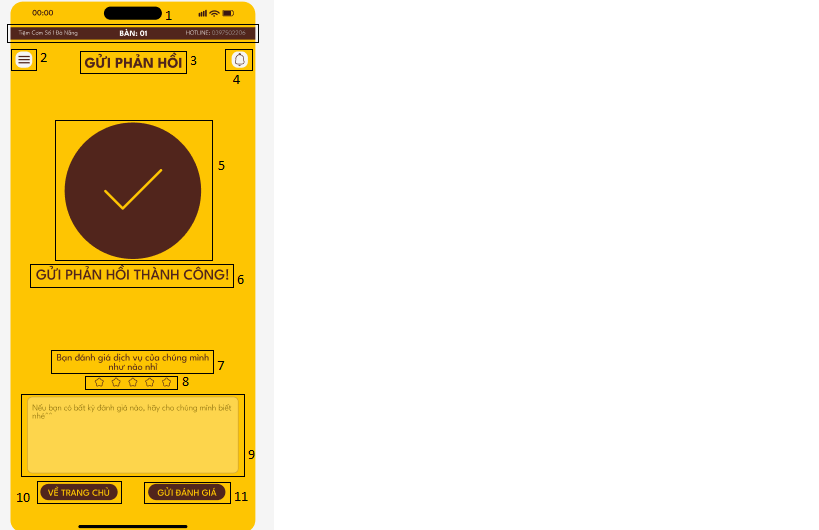 00:00
1
Tiệm Cơm Số 1 Đà Nẵng BÀN: 01 HOTLINE: 0397502206
2
GỬI PHẢN HỒI 3
4
5
GỬI PHẢN HỒI THÀNH CÔNG! 6
Bạn đánh giá dịch vụ của chúng mình
như nào nhỉ 7
8
Nếu bạn có bất kỳ đánh giá nào, hãy cho chúng mình biết
nhé^^
9
10 VỀ TRANG CHỦ GỬI ĐÁNH GIÁ 11